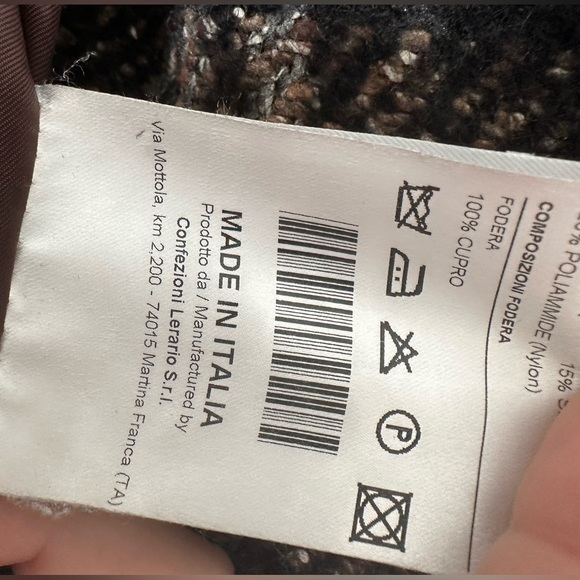 15%
% POLIAMMIDE (Nylon)
COMPOSIZIONI FODERA
FODERA
100% CUPRO
P
MADE IN ITALIA
Prodotto da / Manufactured by
Confezioni Lerario S.r.l.
Via Mottola, km 2,200 - 74015 Martina Franca (TA)